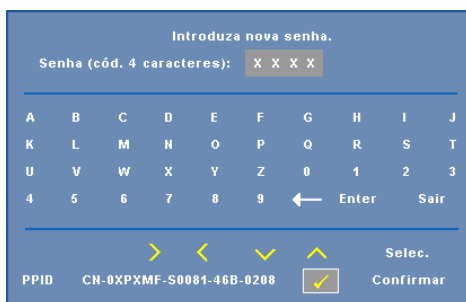 Introduza nova senha.
Senha (cód. 4 caracteres): X X X X
A B C D E F G H I J
K L M N O P Q R S T
U V W X Y Z 0 1 2 3
4 5 6 7 8 9 Enter Sair
Selec.
PPID CN-0XPXMF-S0081-46B-0208 Confirmar